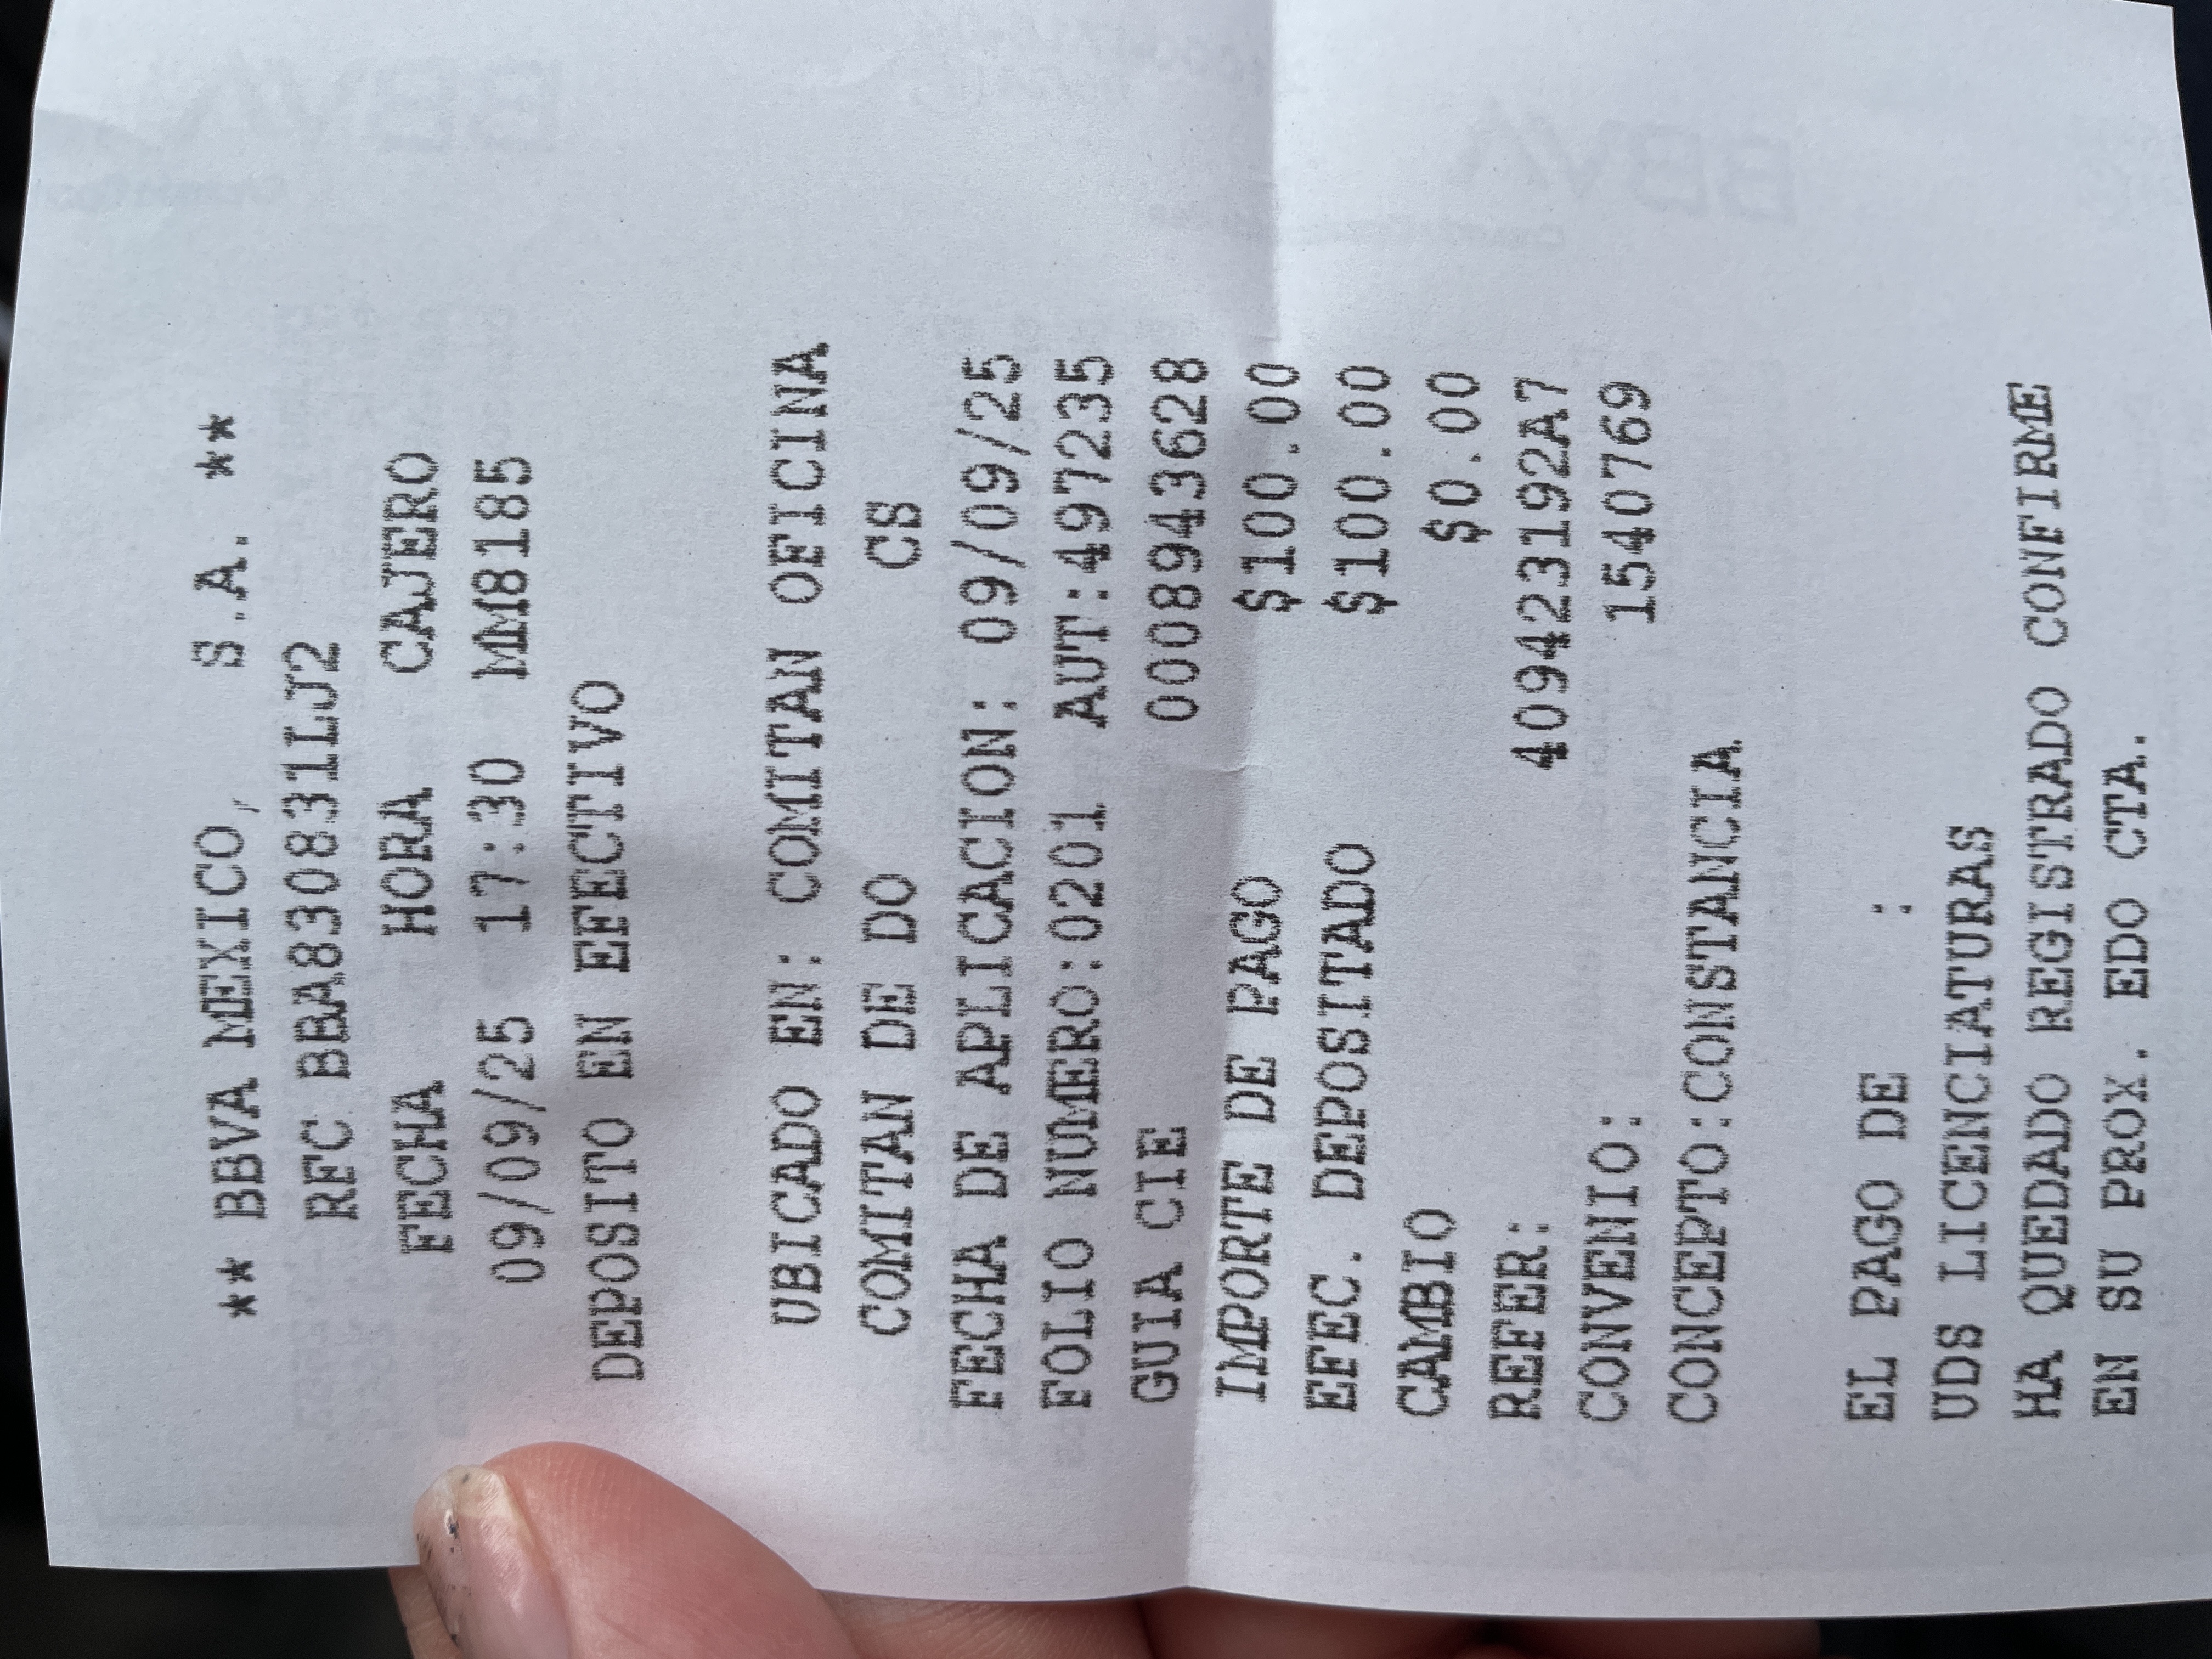 ** BBVA MEXICO, S.A. **
RFC BBA830831LJ2
FECHA HORA CAJERO
09/09/25 17:30 MM8185
DEPOSITO EN EFECTIVO
UBICADO EN: COMITAN OFICINA
COMITAN DE DO CS
FECHA DE APLICACION: 09/09/25
FOLIO NUMERO:0201 AUT:497235
GUIA CIE 0008943628
IMPORTE DE PAGO $100.00
EFEC. DEPOSITADO $100.00
CAMBIO $0.00
REFER: 409423192A7
CONVENIO: 1540769
CONCEPTO:CONSTANCIA
EL PAGO DE :
UDS LICENCIATURAS
HA QUEDADO REGISTRADO CONFIRME
EN SU PROX. EDO CTA.
BBVA
BBVA